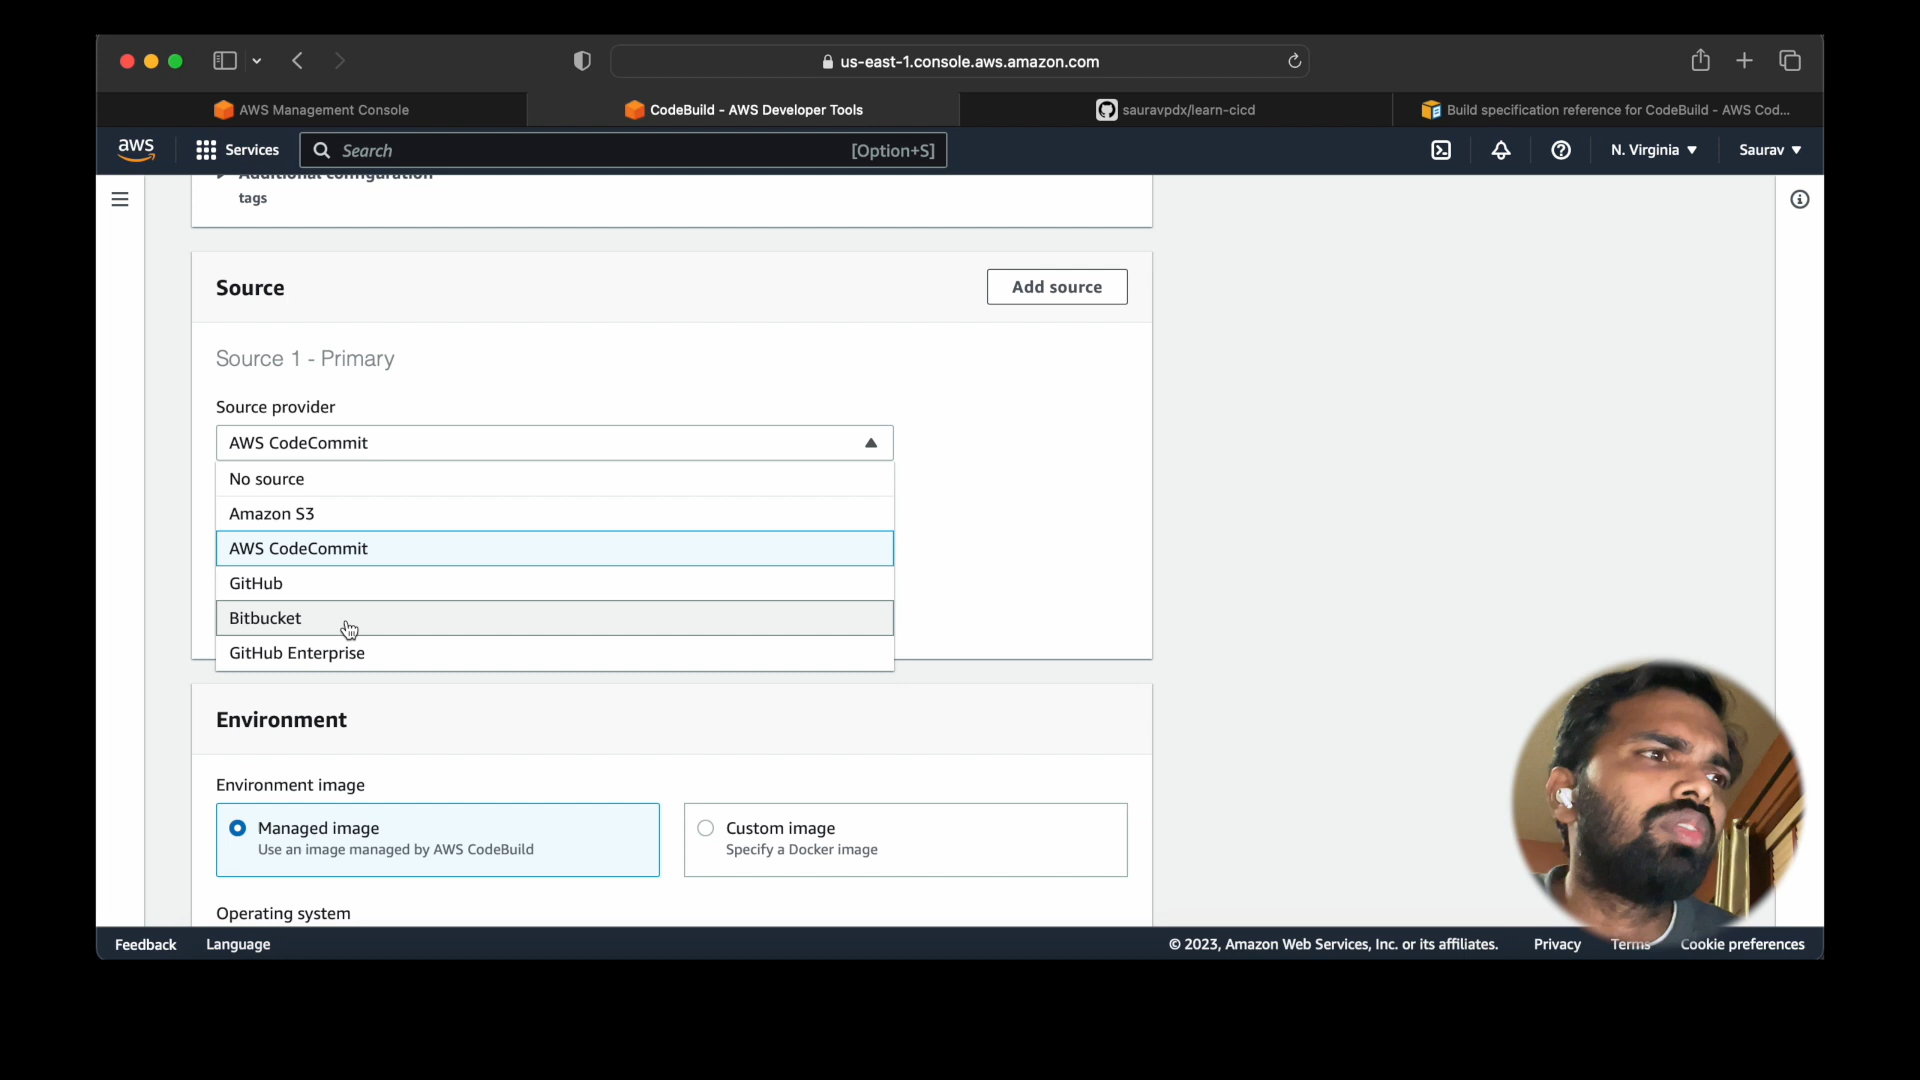 us-east-1.console.aws.amazon.com
AWS Management Console
CodeBuild - AWS Developer Tools
sauravpdx/learn-cicd
Build specification reference for CodeBuild - AWS Cod...
aws
Services
Search
[Option+S]
N. Virginia
Saurav
Additional configuration
tags
Source
Add source
Source 1 - Primary
Source provider
AWS CodeCommit
No source
Amazon S3
AWS CodeCommit
GitHub
Bitbucket
GitHub Enterprise
Environment
Environment image
Managed image
Use an image managed by AWS CodeBuild
Custom image
Specify a Docker image
Operating system
Feedback
Language
© 2023, Amazon Web Services, Inc. or its affiliates.
Privacy
Terms
Cookie preferences